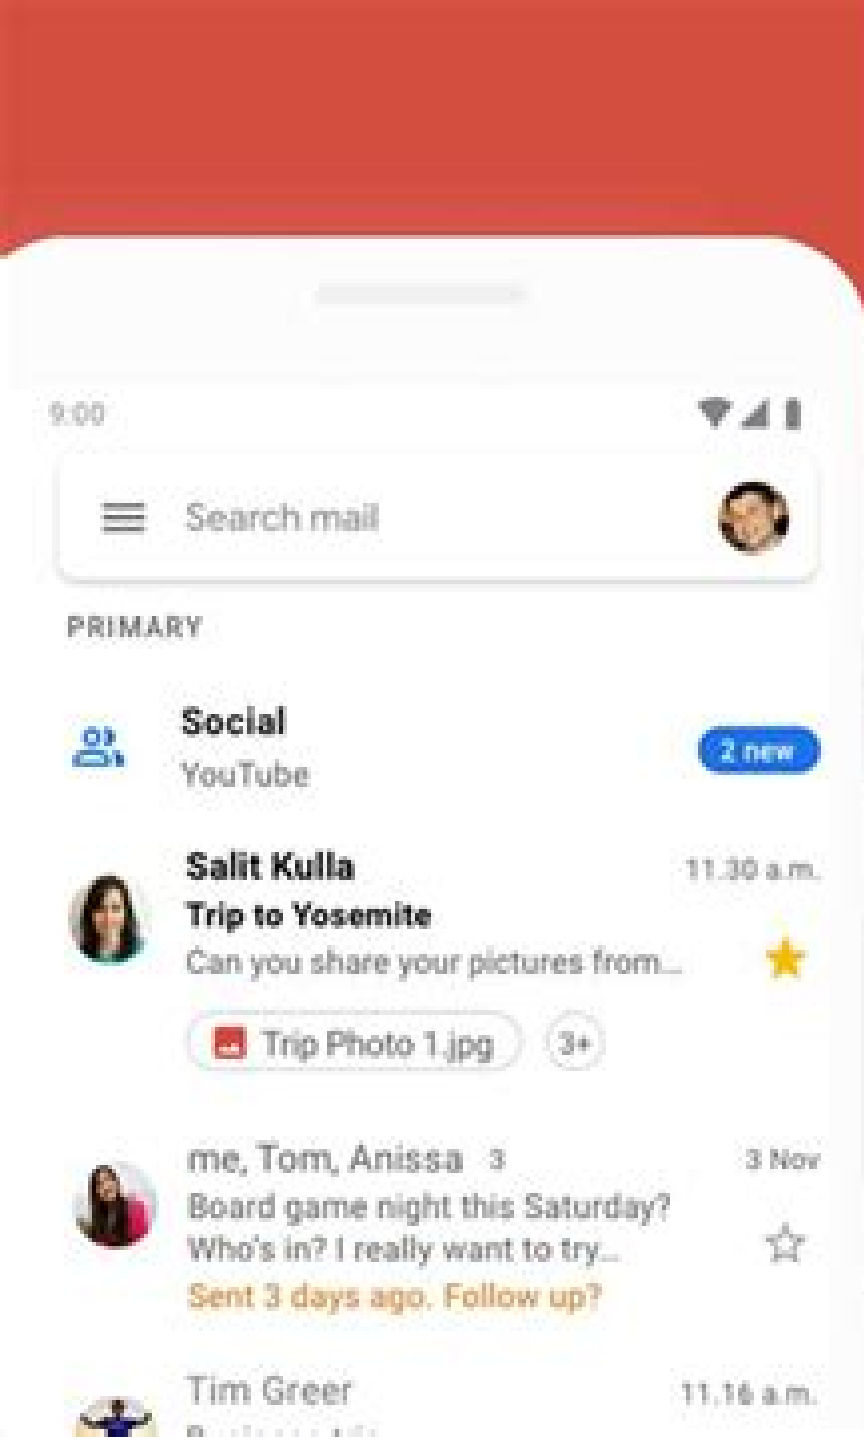 9:00
Search mail
PRIMARY
Social
2 new
YouTube
Salit Kulla
11.30 a.m.
Trip to Yosemite
Can you share your pictures from...
Trip Photo 1.jpg
3+
me, Tom, Anissa 3
3 Nov
Board game night this Saturday?
Who's in? I really want to try...
Sent 3 days ago. Follow up?
Tim Greer
11.16 a.m.